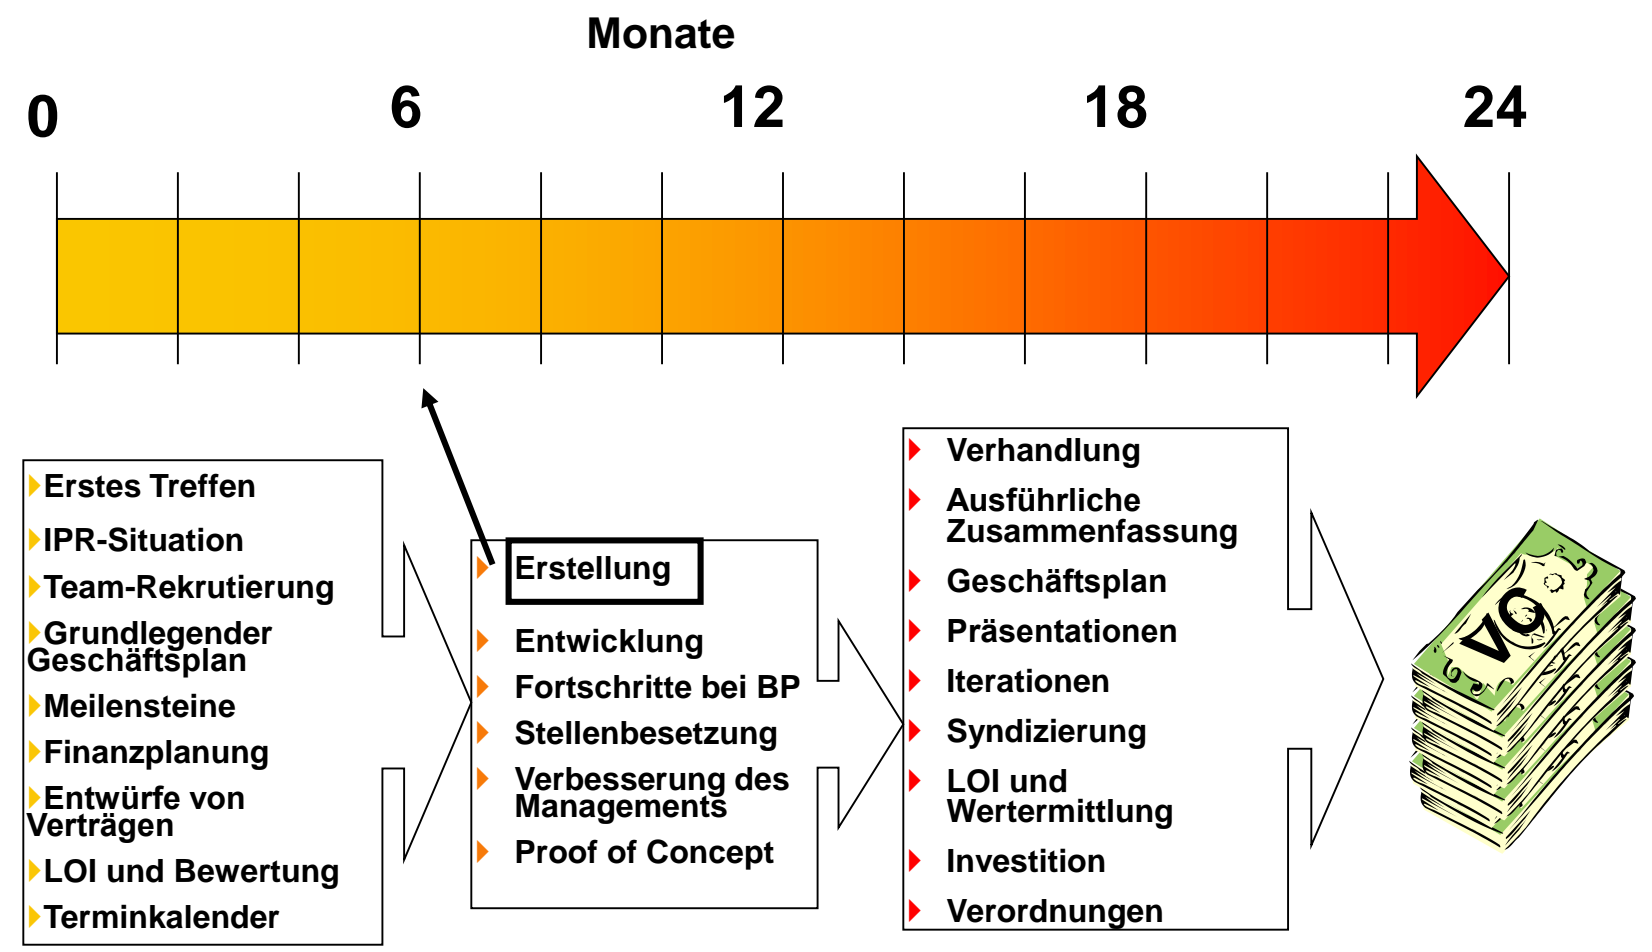 Monate
0
6
12
18
24
Erstes Treffen
IPR-Situation
Team-Rekrutierung
Grundlegender
Geschäftsplan
Meilensteine
Finanzplanung
Entwürfe von
Verträgen
LOI und Bewertung
Terminkalender
Erstellung
Entwicklung
Fortschritte bei BP
Stellenbesetzung
Verbesserung des
Managements
Proof of Concept
Verhandlung
Ausführliche
Zusammenfassung
Geschäftsplan
Präsentationen
Iterationen
Syndizierung
LOI und
Wertermittlung
Investition
Verordnungen
VC